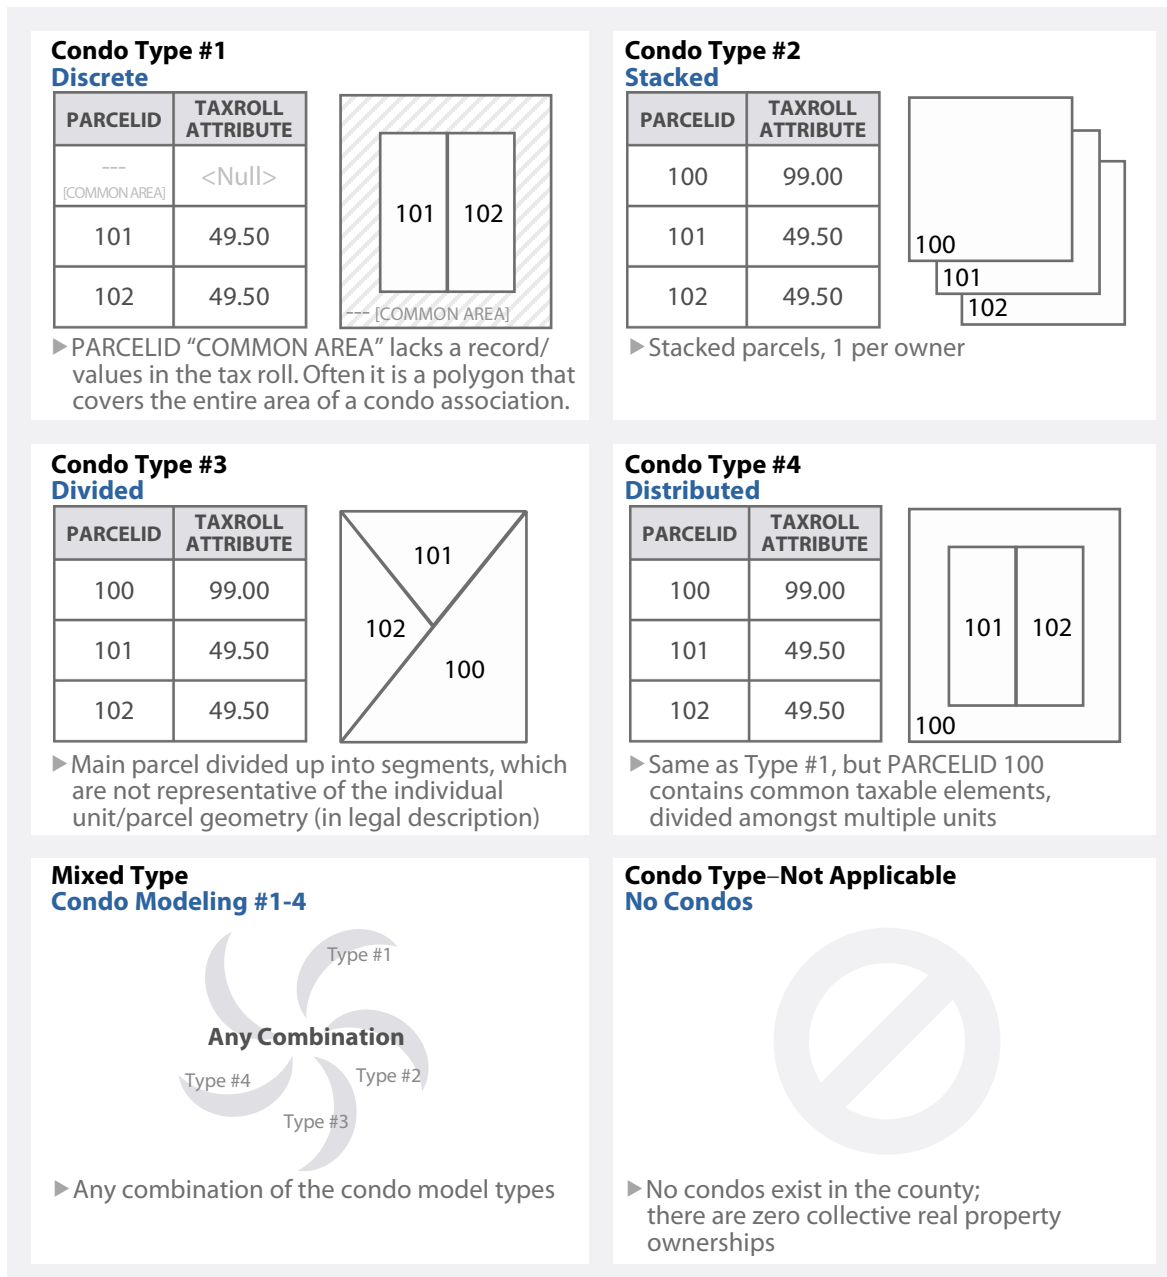 Condo Type #1
Discrete
PARCELID
TAXROLL
ATTRIBUTE
---
[COMMON AREA]
<Null>
101
49.50
102
49.50
101
102
--- [COMMON AREA]
▶PARCELID “COMMON AREA” lacks a record/
values in the tax roll. Often it is a polygon that
covers the entire area of a condo association.
Condo Type #2
Stacked
PARCELID
TAXROLL
ATTRIBUTE
100
99.00
101
49.50
102
49.50
100
101
102
▶Stacked parcels, 1 per owner
Condo Type #3
Divided
PARCELID
TAXROLL
ATTRIBUTE
100
99.00
101
49.50
102
49.50
101
102
100
▶Main parcel divided up into segments, which
are not representative of the individual
unit/parcel geometry (in legal description)
Condo Type #4
Distributed
PARCELID
TAXROLL
ATTRIBUTE
100
99.00
101
49.50
102
49.50
101
102
100
▶Same as Type #1, but PARCELID 100
contains common taxable elements,
divided amongst multiple units
Mixed Type
Condo Modeling #1-4
Type #1
Any Combination
Type #2
Type #4
Type #3
▶Any combination of the condo model types
Condo Type–Not Applicable
No Condos
▶No condos exist in the county;
there are zero collective real property
ownerships